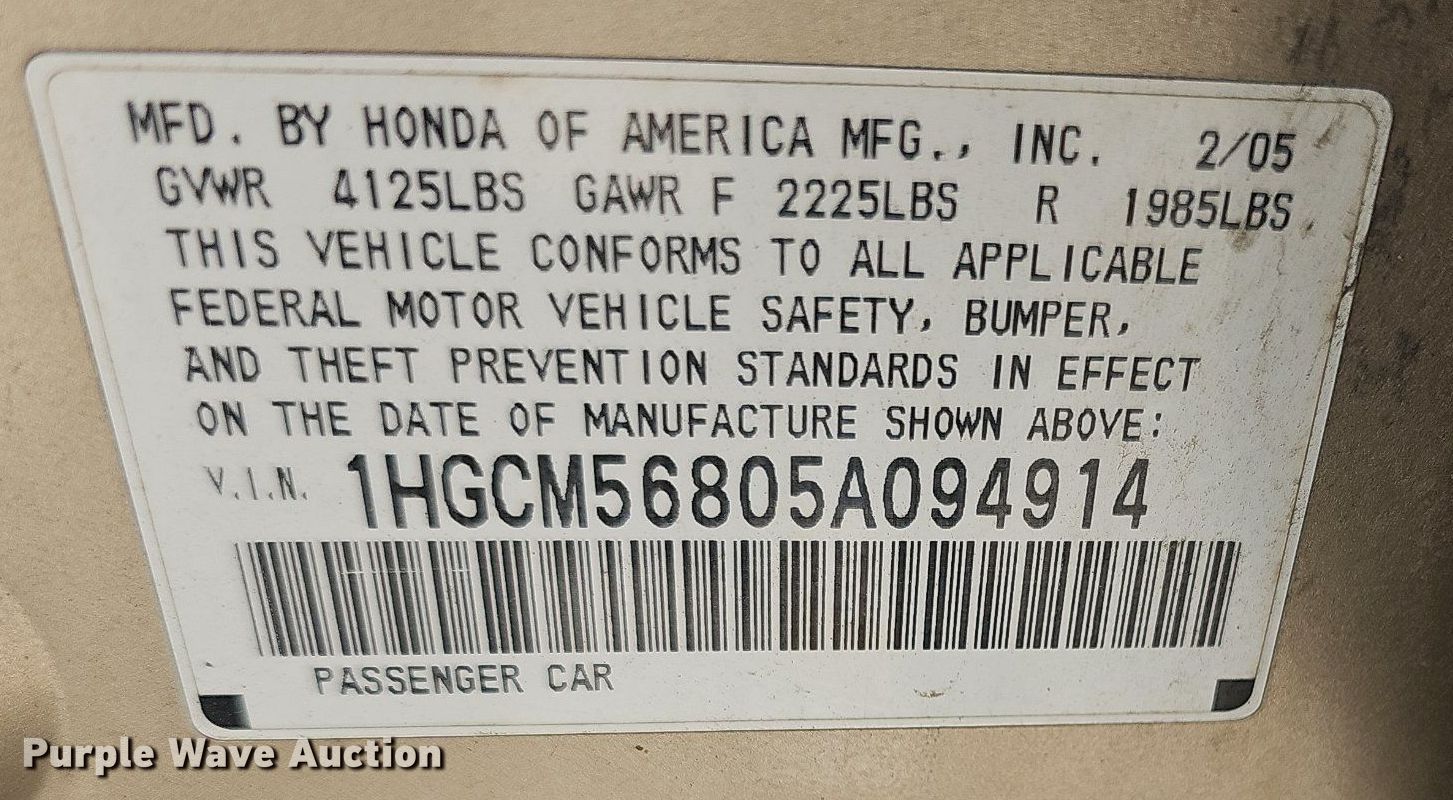 MFD. BY HONDA OF AMERICA MFG., INC. 2/05
GVWR 4125LBS GAWR F 2225LBS R 1985LBS
THIS VEHICLE CONFORMS TO ALL APPLICABLE
FEDERAL MOTOR VEHICLE SAFETY, BUMPER,
AND THEFT PREVENTION STANDARDS IN EFFECT
ON THE DATE OF MANUFACTURE SHOWN ABOVE:
V.I.N. 1HGCM56805A094914
PASSENGER CAR
Purple Wave Auction